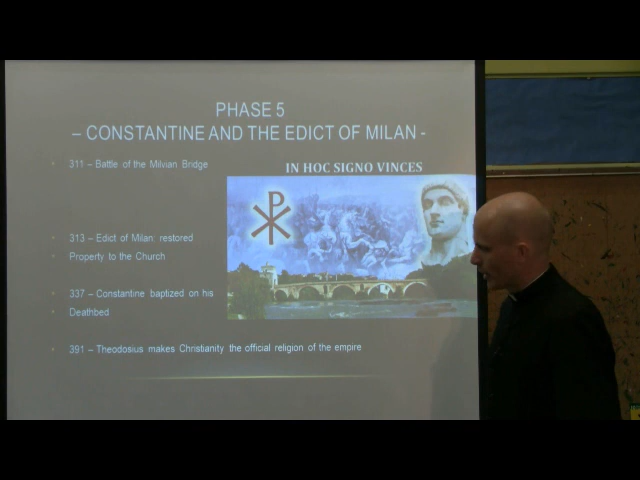 PHASE 5
– CONSTANTINE AND THE EDICT OF MILAN -
311 – Battle of the Milvian Bridge
IN HOC SIGNO VINCES
313 – Edict of Milan: restored
Property to the Church
337 – Constantine baptized on his
Deathbed
391 – Theodosius makes Christianity the official religion of the empire